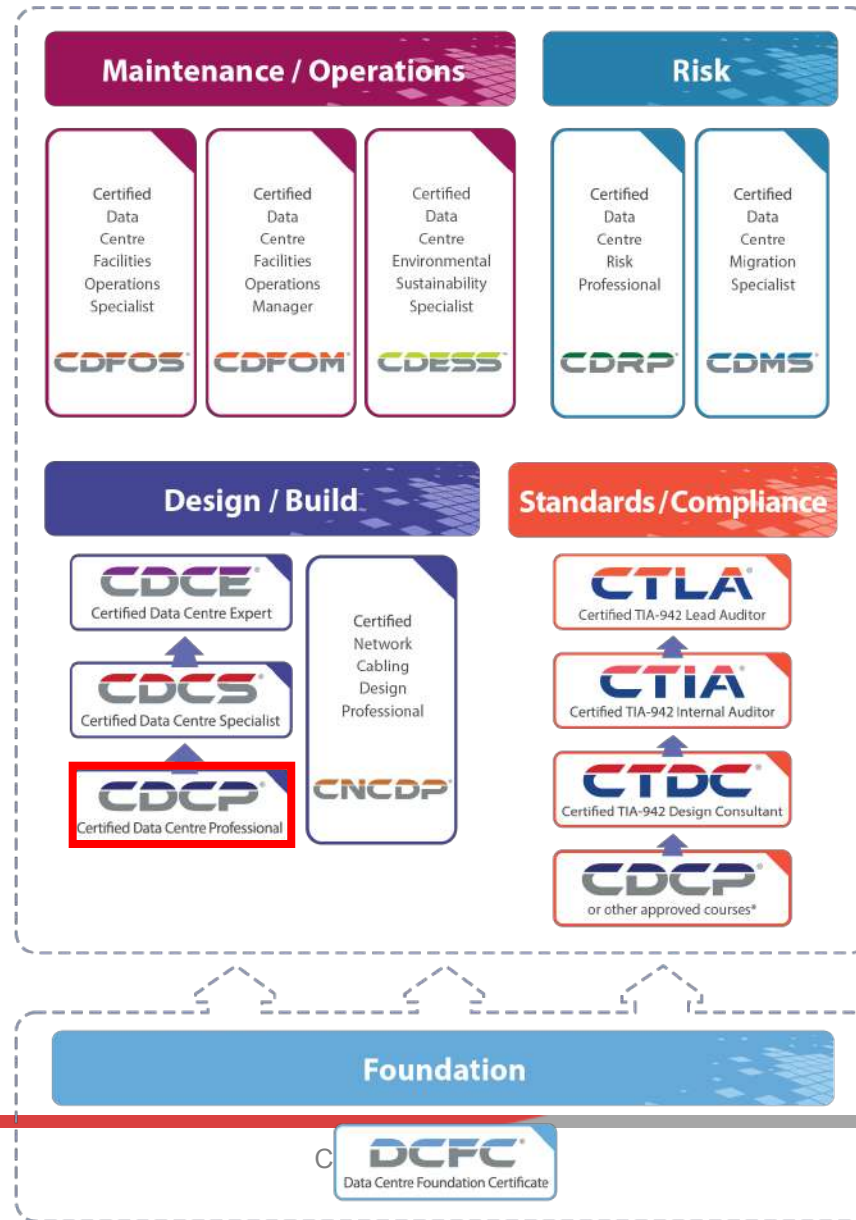 Maintenance / Operations
Risk
Certified
Data
Centre
Facilities
Operations
Specialist
CDFOS®
Certified
Data
Centre
Facilities
Operations
Manager
CDFOM®
Certified
Data
Centre
Environmental
Sustainability
Specialist
CDESS™
Certified
Data
Centre
Risk
Professional
CDRP®
Certified
Data
Centre
Migration
Specialist
CDMS®
Design / Build
Standards/Compliance
CDCE®
Certified Data Centre Expert
CDCS®
Certified Data Centre Specialist
CDCP®
Certified Data Centre Professional
Certified
Network
Cabling
Design
Professional
CNCDP®
CTLA®
Certified TIA-942 Lead Auditor
CTIA®
Certified TIA-942 Internal Auditor
CTDC®
Certified TIA-942 Design Consultant
CDCP®
or other approved courses*
Foundation
C
DCFC®
Data Centre Foundation Certificate